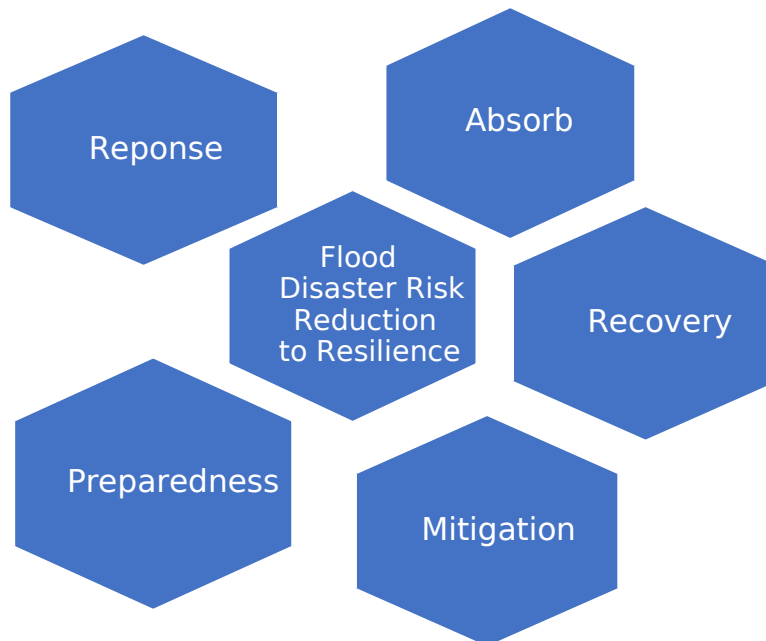 Reponse
Absorb
Flood
Disaster Risk
Reduction
to Resilience
Recovery
Preparedness
Mitigation